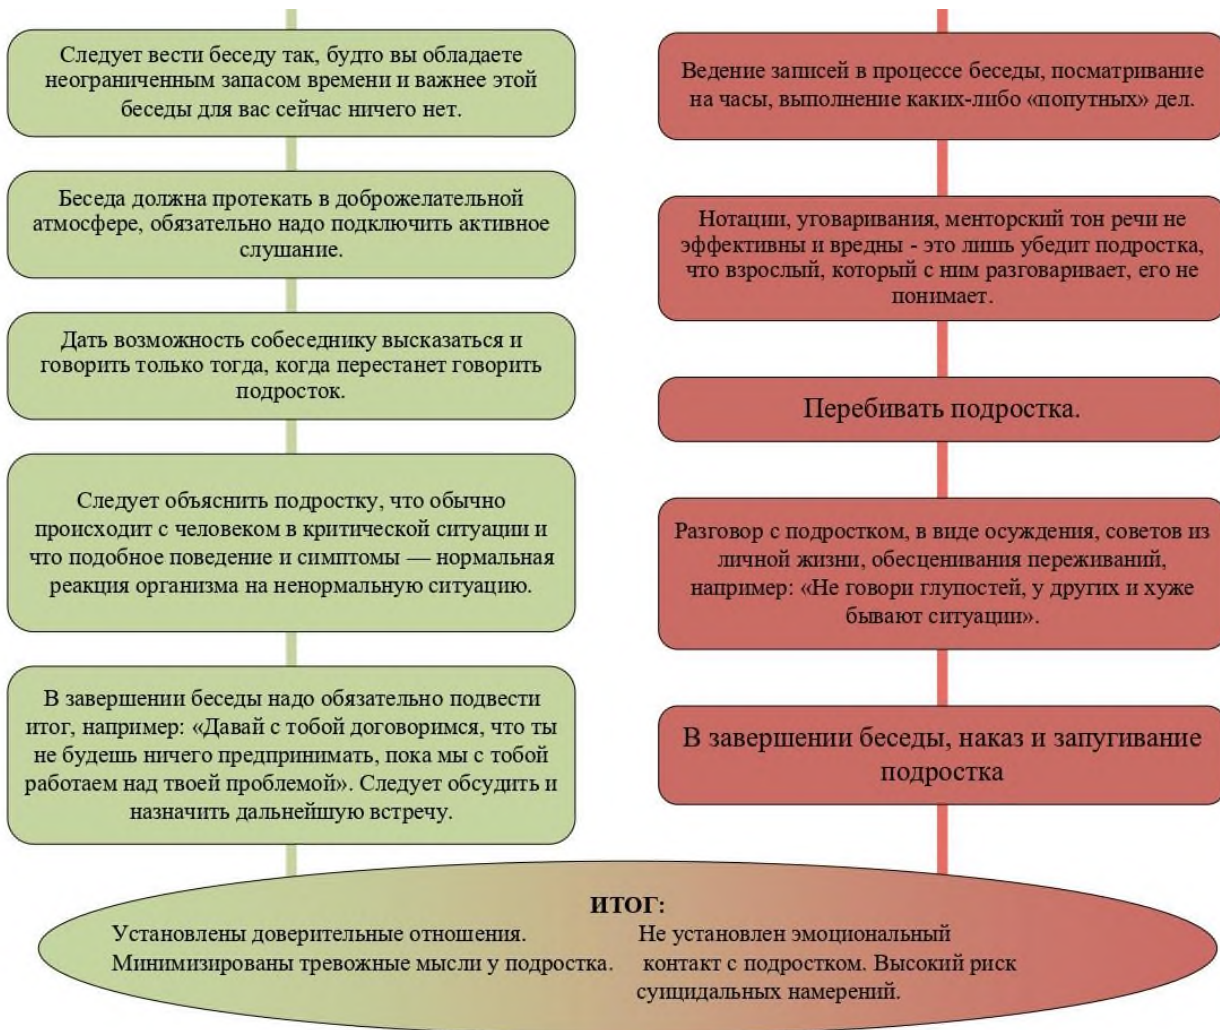 Следует вести беседу так, будто вы обладаете
неограниченным запасом времени и важнее этой
беседы для вас сейчас ничего нет.
Беседа должна протекать в доброжелательной
атмосфере, обязательно надо подключить активное
слушание.
Дать возможность собеседнику высказаться и
говорить только тогда, когда перестанет говорить
подросток.
Следует объяснить подростку, что обычно
происходит с человеком в критической ситуации и
что подобное поведение и симптомы — нормальная
реакция организма на ненормальную ситуацию.
В завершении беседы надо обязательно подвести
итог, например: «Давай с тобой договоримся, что ты
не будешь ничего предпринимать, пока мы с тобой
работаем над твоей проблемой». Следует обсудить и
назначить дальнейшую встречу.
Ведение записей в процессе беседы, посматривание
на часы, выполнение каких-либо «попутных» дел.
Нотации, уговаривания, менторский тон речи не
эффективны и вредны - это лишь убедит подростка,
что взрослый, который с ним разговаривает, его не
понимает.
Перебивать подростка.
Разговор с подростком, в виде осуждения, советов из
личной жизни, обесценивания переживаний,
например: «Не говори глупостей, у других и хуже
бывают ситуации».
В завершении беседы, наказ и запугивание
подростка
ИТОГ:
Установлены доверительные отношения.
Минимизированы тревожные мысли у подростка.
Не установлен эмоциональный
контакт с подростком. Высокий риск
суицидальных намерений.